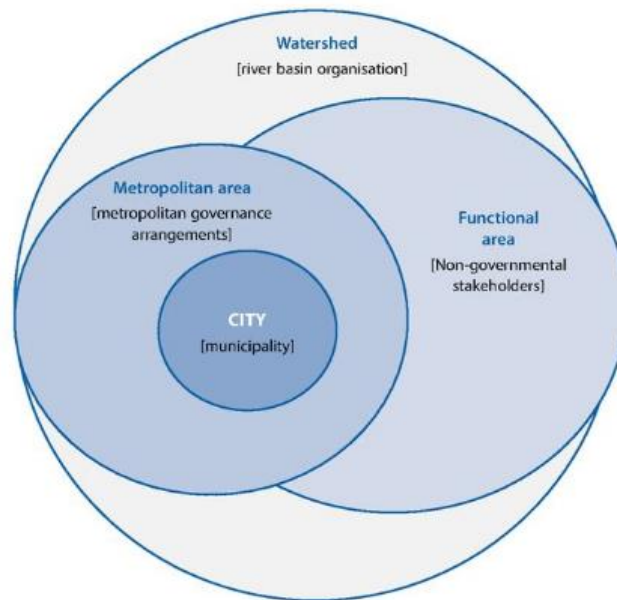 Watershed
[river basin organisation]
Metropolitan area
[metropolitan governance
arrangements]
Functional
area
[Non-governmental
stakeholders]
CITY
[municipality]